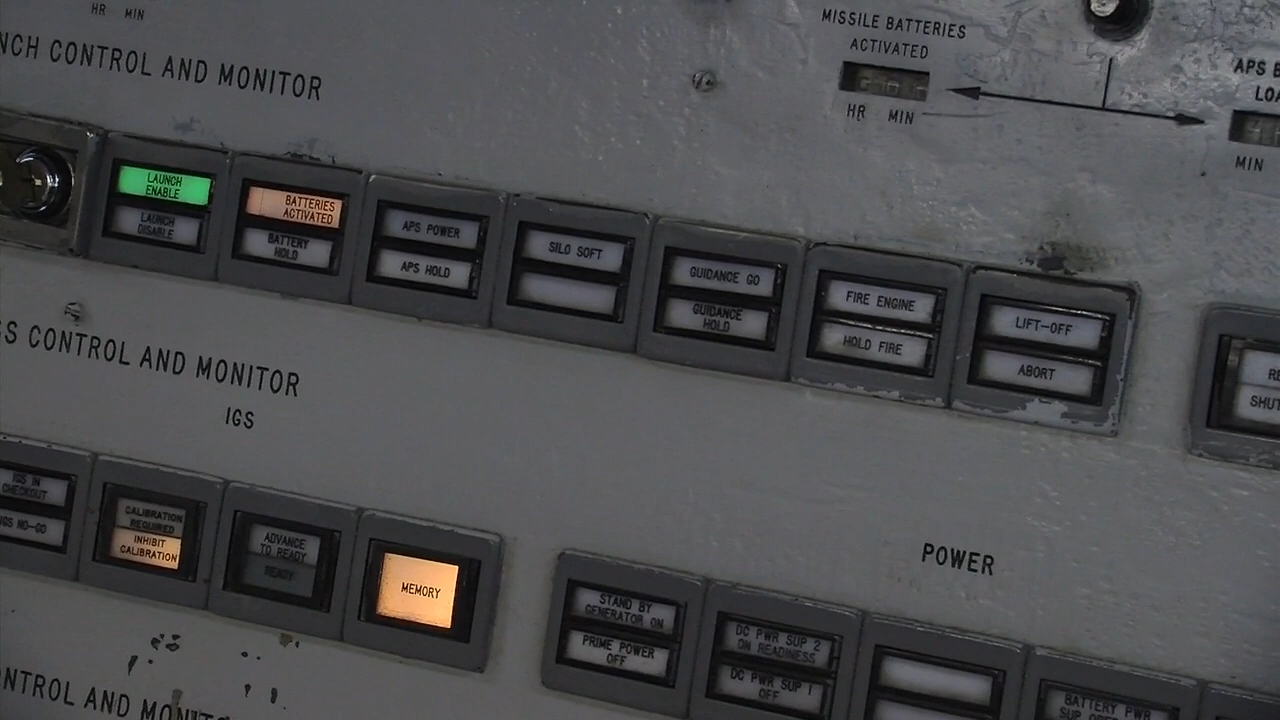 HR MIN
NCH CONTROL AND MONITOR
MISSILE BATTERIES
ACTIVATED
HR MIN
APS B
LOA
MIN
LAUNCH
ENABLE
LAUNCH
DISABLE
BATTERIES
ACTIVATED
BATTERY
HOLD
APS POWER
APS HOLD
SILO SOFT
GUIDANCE GO
GUIDANCE
HOLD
FIRE ENGINE
HOLD FIRE
LIFT-OFF
ABORT
RE
SHUT
GS CONTROL AND MONITOR
IGS
IGS IN
CHECKOUT
IGS NO-GO
CALIBRATION
REQUIRED
INHIBIT
CALIBRATION
ADVANCE
TO READY
READY
MEMORY
POWER
STAND BY
GENERATOR ON
PRIME POWER
OFF
DC PWR SUP 2
ON READINESS
DC PWR SUP 1
OFF
BATTERY PWR
ONTROL AND MONITO